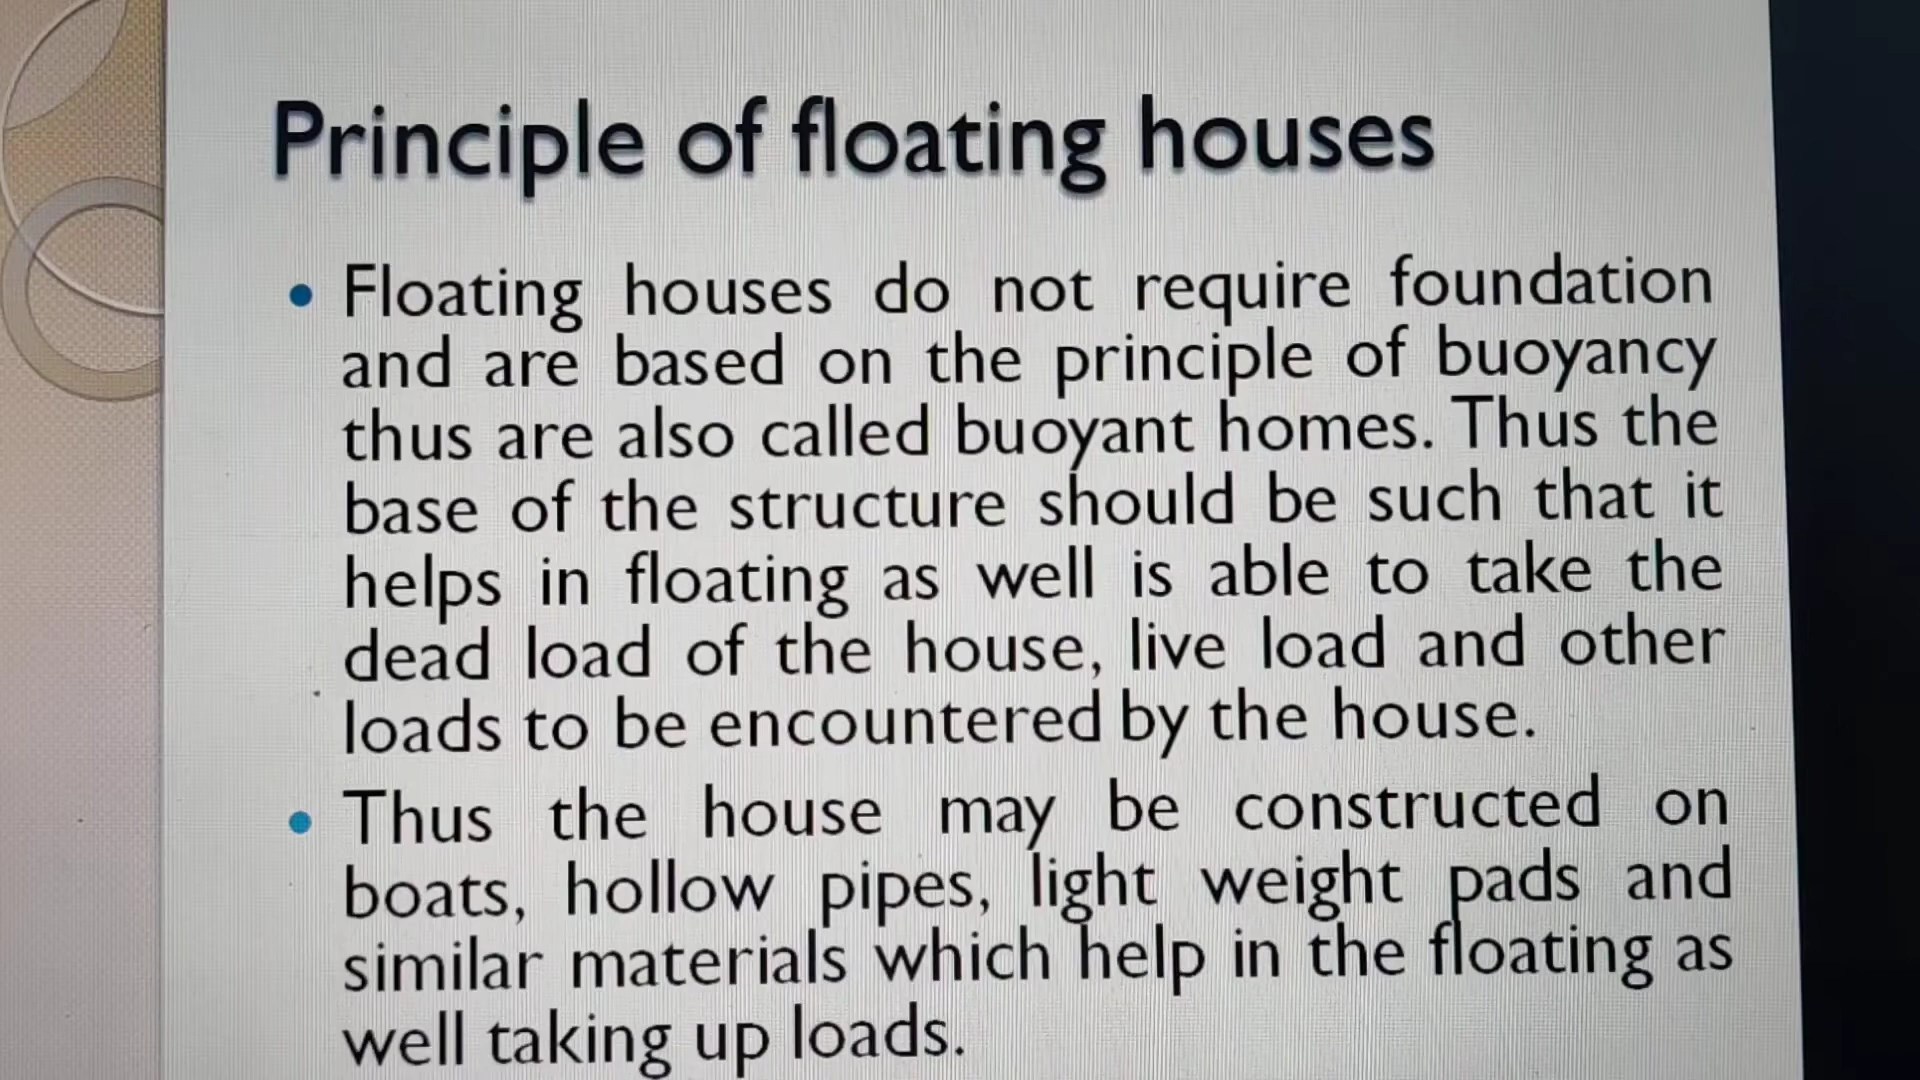 Principle of floating houses
• Floating houses do not require foundation
and are based on the principle of buoyancy
thus are also called buoyant homes. Thus the
base of the structure should be such that it
helps in floating as well is able to take the
dead load of the house, live load and other
loads to be encountered by the house.
• Thus the house may be constructed on
boats, hollow pipes, light weight pads and
similar materials which help in the floating as
well taking up loads.